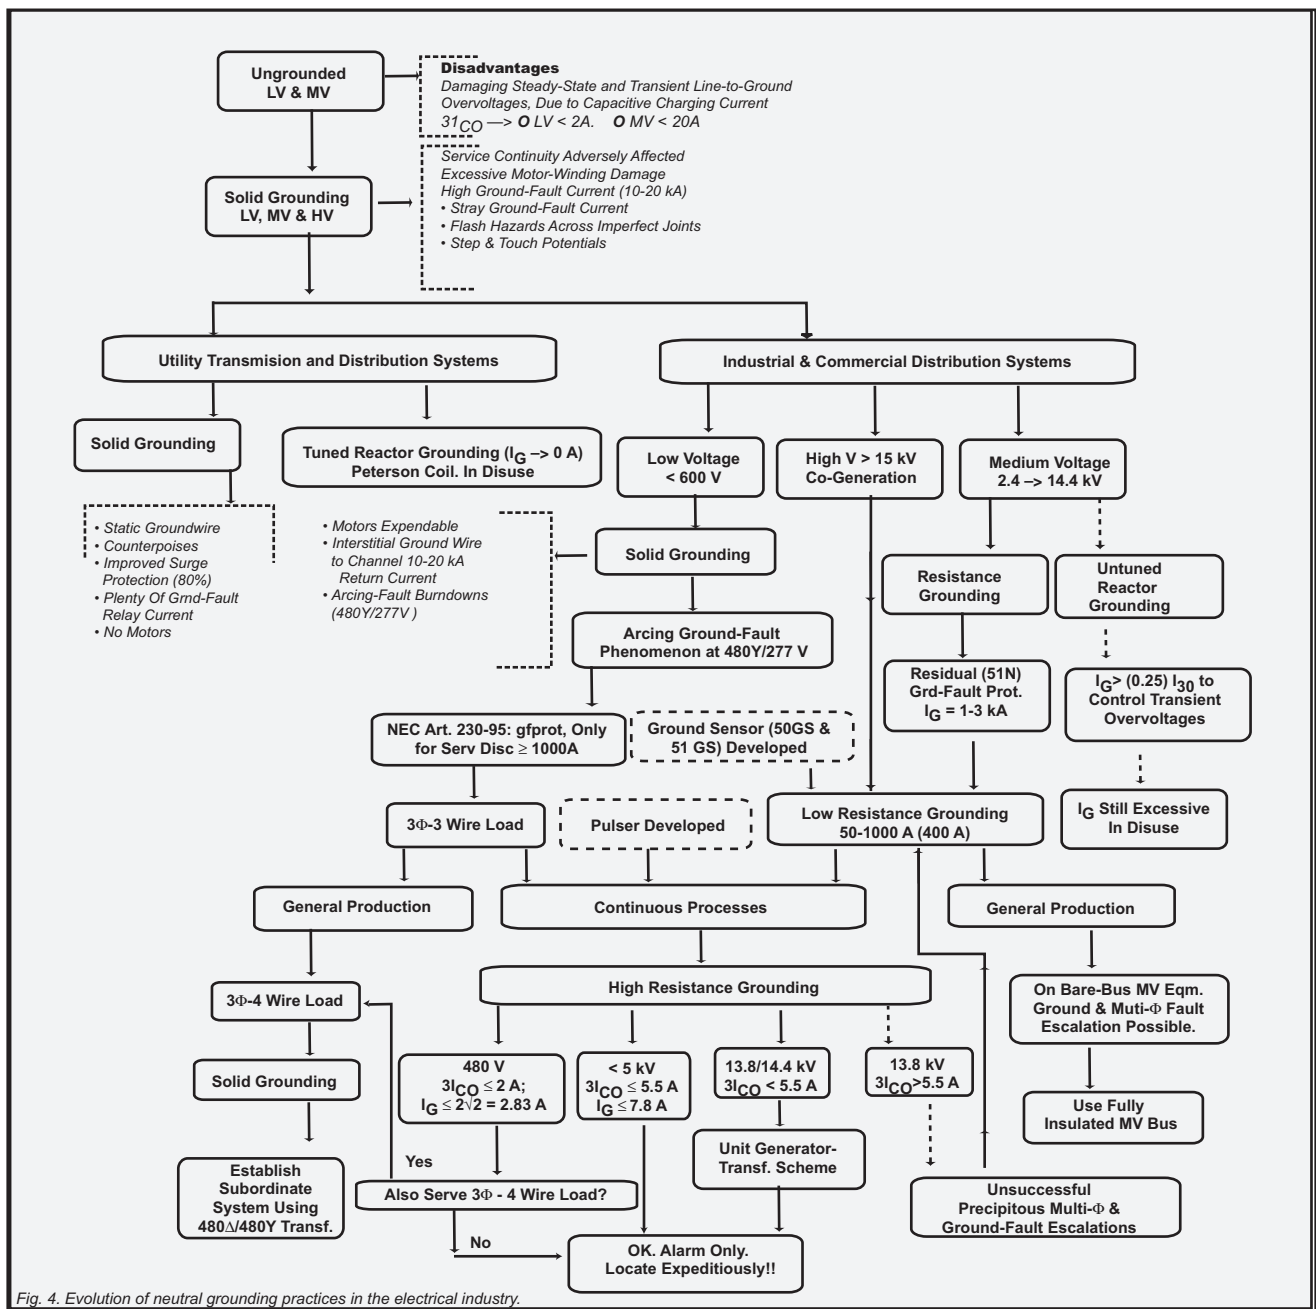 Ungrounded
LV & MV
Disadvantages
Damaging Steady-State and Transient Line-to-Ground
Overvoltages, Due to Capacitive Charging Current
31CO —> O LV < 2A. O MV < 20A
Solid Grounding
LV, MV & HV
Service Continuity Adversely Affected
Excessive Motor-Winding Damage
High Ground-Fault Current (10-20 kA)
• Stray Ground-Fault Current
• Flash Hazards Across Imperfect Joints
• Step & Touch Potentials
Utility Transmision and Distribution Systems
Industrial & Commercial Distribution Systems
Solid Grounding
Tuned Reactor Grounding (IG –> 0 A)
Peterson Coil. In Disuse
Low Voltage
< 600 V
High V > 15 kV
Co-Generation
Medium Voltage
2.4 –> 14.4 kV
• Static Groundwire
• Counterpoises
• Improved Surge
Protection (80%)
• Plenty Of Grnd-Fault
Relay Current
• No Motors
• Motors Expendable
• Interstitial Ground Wire
to Channel 10-20 kA
Return Current
• Arcing-Fault Burndowns
(480Y/277V )
Solid Grounding
Resistance
Grounding
Untuned
Reactor
Grounding
Arcing Ground-Fault
Phenomenon at 480Y/277 V
Residual (51N)
Grd-Fault Prot.
IG = 1-3 kA
IG> (0.25) I30 to
Control Transient
Overvoltages
NEC Art. 230-95: gfprot, Only
for Serv Disc ≥ 1000A
Ground Sensor (50GS &
51 GS) Developed
3Φ-3 Wire Load
Pulser Developed
Low Resistance Grounding
50-1000 A (400 A)
IG Still Excessive
In Disuse
General Production
Continuous Processes
General Production
3Φ-4 Wire Load
High Resistance Grounding
On Bare-Bus MV Eqm.
Ground & Muti-Φ Fault
Escalation Possible.
Solid Grounding
480 V
3ICO ≤ 2 A;
IG ≤ 2√2 = 2.83 A
< 5 kV
3ICO ≤ 5.5 A
IG ≤ 7.8 A
13.8/14.4 kV
3ICO < 5.5 A
13.8 kV
3ICO>5.5 A
Use Fully
Insulated MV Bus
Establish
Subordinate
System Using
480Δ/480Y Transf.
Yes
Also Serve 3Φ - 4 Wire Load?
Unit Generator-
Transf. Scheme
Unsuccessful
Precipitous Multi-Φ &
Ground-Fault Escalations
No
OK. Alarm Only.
Locate Expeditiously!!
Fig. 4. Evolution of neutral grounding practices in the electrical industry.